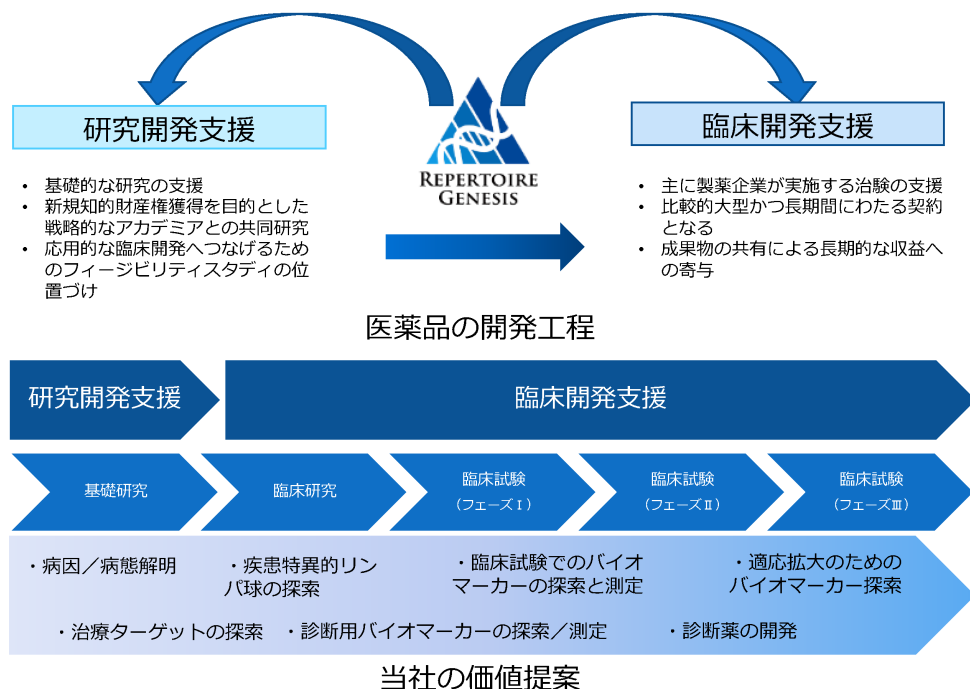 研究開発支援
• 基礎的な研究の支援
• 新規知的財産権獲得を目的とした
戦略的なアカデミアとの共同研究
• 応用的な臨床開発へつなげるため
のフィージビリティスタディの位
置づけ
REPERTOIRE
GENESIS
臨床開発支援
• 主に製薬企業が実施する治験の支援
• 比較的大型かつ長期間にわたる契約
となる
• 成果物の共有による長期的な収益へ
の寄与
医薬品の開発工程
研究開発支援
臨床開発支援
基礎研究
臨床研究
臨床試験
(フェーズⅠ)
臨床試験
(フェーズⅡ)
臨床試験
(フェーズⅢ)
・病因／病態解明
・疾患特異的リン
パ球の探索
・臨床試験でのバイオ
マーカーの探索と測定
・適応拡大のための
バイオマーカー探索
・治療ターゲットの探索
・診断用バイオマーカーの探索／測定
・診断薬の開発
当社の価値提案